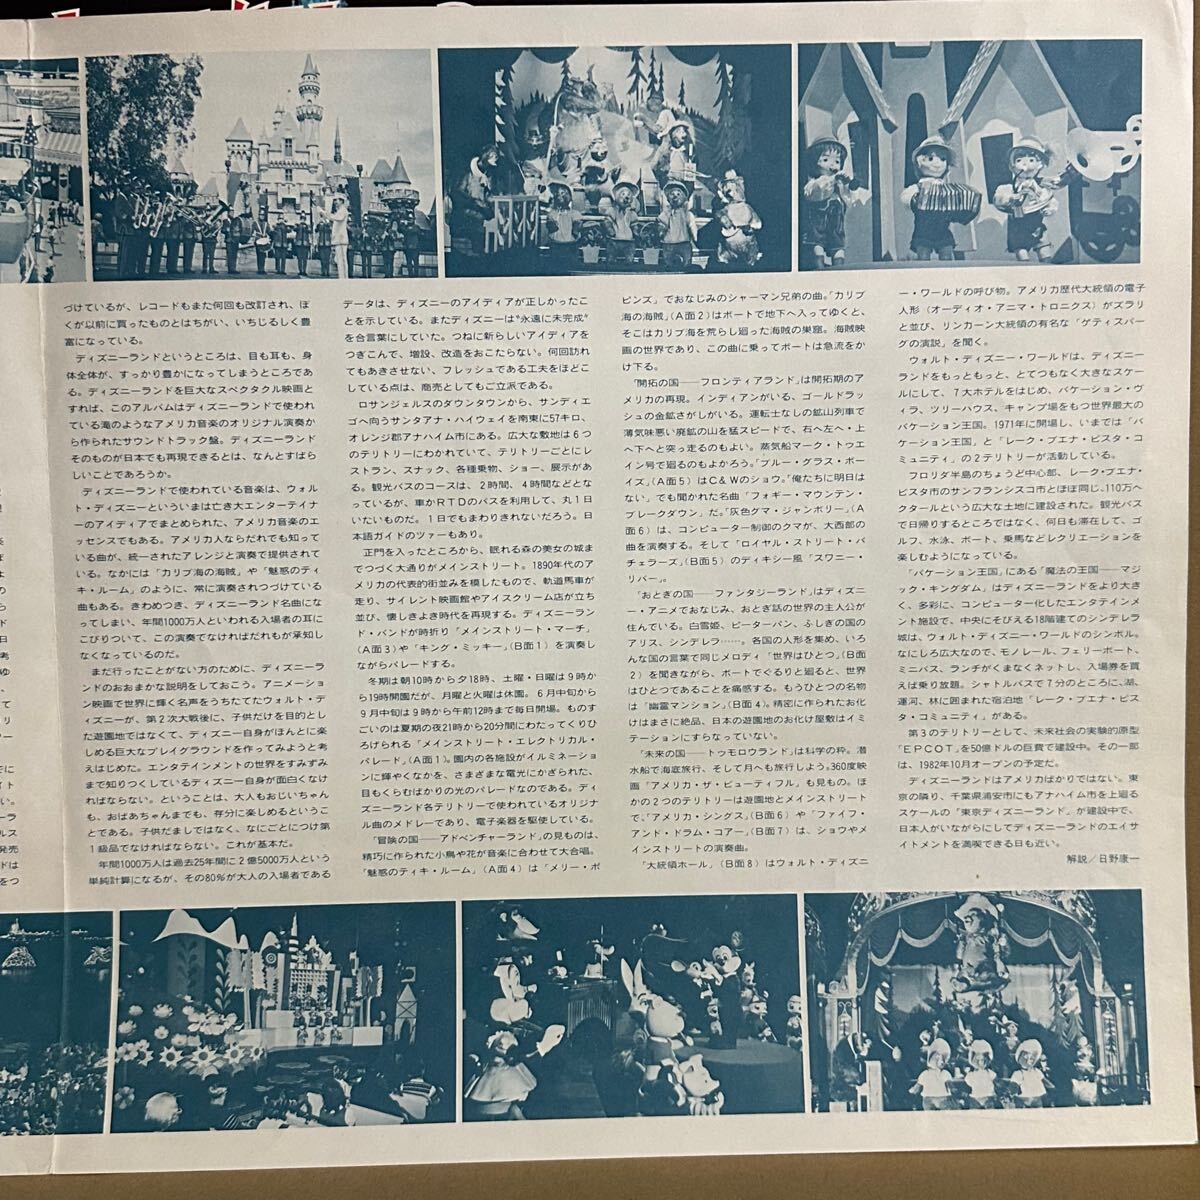 づけているが、レコードもまた何回も改訂され、ぼ
くが以前に買ったものとはちがい、いちじるしく豊
富になっている。
ディズニーランドというところは、目も耳も、身
体全体が、すっかり豊かになってしまうところであ
る。ディズニーランドを巨大なスペクタクル映画と
すれば、このアルバムはディズニーランドで使われ
ている滝のようなアメリカ音楽のオリジナル演奏か
ら作られたサウンドトラック盤。ディズニーランド
そのものが日本でも再現できるとは、なんとすばら
しいことであろうか。
ディズニーランドで使われている音楽は、ウォル
ト・ディズニーといういまは亡き大エンターテイナ
ーのアイディアでまとめられた、アメリカ音楽のエ
ッセンスでもある。アメリカ人ならだれでも知って
いる曲が、統一されたアレンジと演奏で提供されて
いる。なかには「カリブ海の海賊」や「魅惑のティ
キ・ルーム」のように、常に演奏されつづけている
曲もある。きわめつき、ディズニーランド名曲にな
ってしまい、年間1000万人といわれる入場者の耳に
こびりついて、この演奏でなければだれもが承知し
なくなっているのだ。
まだ行ったことがない方のために、ディズニーラ
ンドのおおまかな説明をしておこう。アニメーショ
ン映画で世界に輝く名声をうちたてたウォルト・デ
ィズニーが、第2次大戦後に、子供だけを目的とし
た遊園地ではなくて、ディズニー自身がほんとに楽
しめる巨大なプレイグラウンドを作ってみようと考
えはじめた。エンタテインメントの世界をすみずみ
まで知りつくしているディズニー自身が面白くなけ
ればならない。ということは、大人もおじいちゃん
も、おばあちゃんまでも、存分に楽しめるというこ
とである。子供だましではなく、なにごとにつけ第
1級品でなければならない。これが基本だ。
年間1000万人は過去25年間に2億5000万人という
単純計算になるが、その80%が大人の入場者である
データは、ディズニーのアイディアが正しかったこ
とを示している。またディズニーは"永遠に未完成"
を合言葉にしていた。つねに新らしいアイディアを
つぎこんで、増設、改造をおこたらない。何回訪れ
てもあきさせない、フレッシュである工夫をほどこ
している点は、商売としてもご立派である。
ロサンジェルスのダウンタウンから、サンディエ
ゴへ向うサンタアナ・ハイウェイを南東に57キロ、
オレンジ郡アナハイム市にある。広大な敷地は6つ
のテリトリーにわかれていて、テリトリーごとにレ
ストラン、スナック、各種乗物、ショー、展示があ
る。観光バスのコースは、2時間、4時間などとな
っているが、車かRTDのバスを利用して、丸1日
いたいものだ。1日でもまわりきれないだろう。日
本語ガイドのツアーもあり。
正門を入ったところから、眠れる森の美女の城ま
でつづく大通りがメインストリート。1890年代のア
メリカの代表的街並みを模したもので、軌道馬車が
走り、サイレント映画館やアイスクリーム店が立ち
並び、懐しきよき時代を再現する。ディズニーラン
ド・バンドが時折り「メインストリート・マーチ」
(A面3)や「キング・ミッキー」(B面1)を演奏し
ながらパレードする。
冬期は朝10時から夕18時、土曜・日曜は9時か
ら19時開園だが、月曜と火曜は休園。6月中旬から
9月中旬は9時から午前12時まで毎日開場。ものす
ごいのは夏期の夜21時から20分間にわたってくりひ
ろげられる「メインストリート・エレクトリカル・
パレード」(A面1)。園内の各施設がイルミネーショ
ンに輝やくなかを、さまざまな電光にかざられた、
目もくらむばかりの光のパレードなのである。ディ
ズニーランド各テリトリーで使われているオリジナ
ル曲のメドレーであり、電子楽器を駆使している。
「冒険の国──アドベンチャーランド」の見ものは、
精巧に作られた小鳥や花が音楽に合わせて大合唱。
「魅惑のティキ・ルーム」(A面4)は「メリー・ポ
ピンズ」でおなじみのシャーマン兄弟の曲。「カリブ
海の海賊」(A面2)はボートで地下へ入ってゆくと、
そこはカリブ海を荒らし廻った海賊の巣窟。海賊映
画の世界であり、この曲に乗ってボートは急流をか
け下る。
「開拓の国──フロンティアランド」は開拓期のア
メリカの再現。インディアンがいる、ゴールドラッ
シュの金鉱さがしがいる。運転士なしの鉱山列車で
薄気味悪い廃鉱の山を猛スピードで、右へ左へ・上
へ下へと突っ走るのもよい。蒸気船マーク・トゥエ
イン号で廻るのもよかろう。「ブルー・グラス・ボー
イズ」(A面5)はC&Wのショウ。「俺たちに明日は
ない」でも聞かれた名曲「フォギー・マウンテン・
ブレークダウン」だ。「灰色グマ・ジャンボリー」(A
面6)は、コンピューター制御のクマが、大西部の
曲を演奏する。そして「ロイヤル・ストリート・バ
チェラーズ」(B面5)のディキシー風「スワニー・
リバー」。
「おとぎの国──ファンタジーランド」はディズニ
ー・アニメでおなじみ、おとぎ話の世界の主人公が
住んでいる。白雪姫、ピーターパン、ふしぎの国の
アリス、シンデレラ……。各国の人形を集め、いろ
んな国の言葉で同じメロディ「世界はひとつ」(B面
2)を聞きながら、ボートでぐるりと廻ると、世界
はひとつであることを痛感する。もうひとつの名物
は「幽霊マンション」(B面4)。精密に作られたお化
けはまさに絶品、日本の遊園地のお化け屋敷はイミ
テーションにすらなっていない。
「未来の国──トゥモロウランド」は科学の粋。潜
水船で海底旅行、そして月へも旅行しよう。360度映
画「アメリカ・ザ・ビューティフル」も見もの。ほ
かの2つのテリトリーは遊園地とメインストリート
で、「アメリカ・シングス」(B面6)や「ファイフ・
アンド・ドラム・コアー」(B面7)は、ショウやメ
インストリートの演奏曲。
「大統領ホール」(B面8)はウォルト・ディズニ
ー・ワールドの呼び物。アメリカ歴代大統領の電子
人形(オーディオ・アニマ・トロニクス)がズラリ
と並び、リンカーン大統領の有名な「ゲティスバー
グの演説」を聞く。
ウォルト・ディズニー・ワールドは、ディズニー
ランドをもっともっと、とてつもなく大きなスケー
ルにして、7大ホテルをはじめ、バケーション・ヴ
ィラ、ツリーハウス、キャンプ場をもつ世界最大の
バケーション王国。1971年に開場し、いまでは「バ
ケーション王国」と「レーク・ブエナ・ビスタ・コ
ミュニティ」の2テリトリーが活動している。
フロリダ半島のちょうど中心部、レーク・ブエナ・
ビスタ市のサンフランシスコ市とほぼ同じ、110万ヘ
クタールという広大な土地に建設された。観光バス
で日帰りするところではなく、何日も滞在して、ゴ
ルフ、水泳、ボート、乗馬などレクリエーションを
楽しむようになっている。
「バケーション王国」にある「魔法の王国──マジ
ック・キングダム」はディズニーランドをより大き
く、多彩に、コンピューター化したエンタテインメ
ント施設で、中央にそびえる18階建てのシンデレラ
城は、ウォルト・ディズニー・ワールドのシンボル。
なにしろ広大なので、モノレール、フェリーボート、
ミニバス、ランチがくまなくネットし、入場券を買
えば乗り放題。シャトルバスで7分のところに、湖、
運河、林に囲まれた宿泊地「レーク・ブエナ・ビス
タ・コミュニティ」がある。
第3のテリトリーとして、未来社会の実験的原型
「EPCOT」を50億ドルの巨費で建設中。その一部
は、1982年10月オープンの予定だ。
ディズニーランドはアメリカばかりではない。東
京の隣り、千葉県浦安市にもアナハイム市を上廻る
スケールの「東京ディズニーランド」が建設中で、
日本人がいながらにしてディズニーランドのエイサ
イトメントを満喫できる日も近い。
解説/日野康一